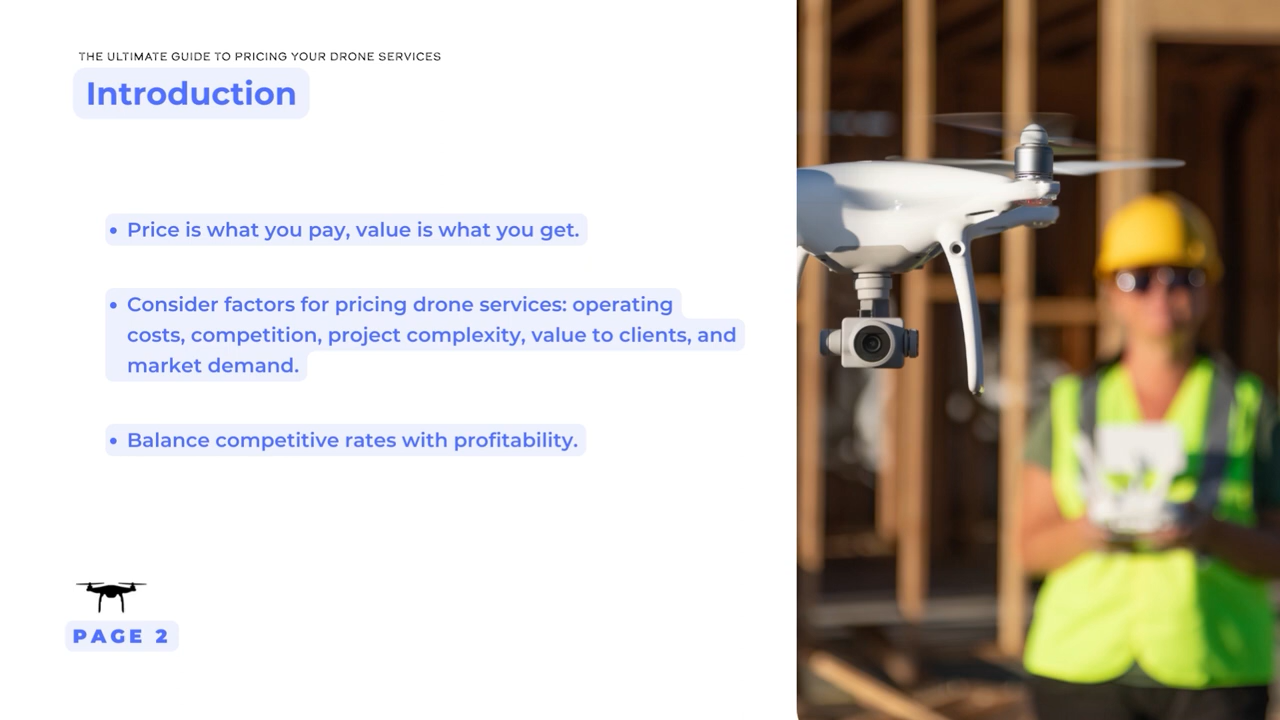 THE ULTIMATE GUIDE TO PRICING YOUR DRONE SERVICES
Introduction
• Price is what you pay, value is what you get.
• Consider factors for pricing drone services: operating
costs, competition, project complexity, value to clients, and
market demand.
• Balance competitive rates with profitability.
PAGE 2